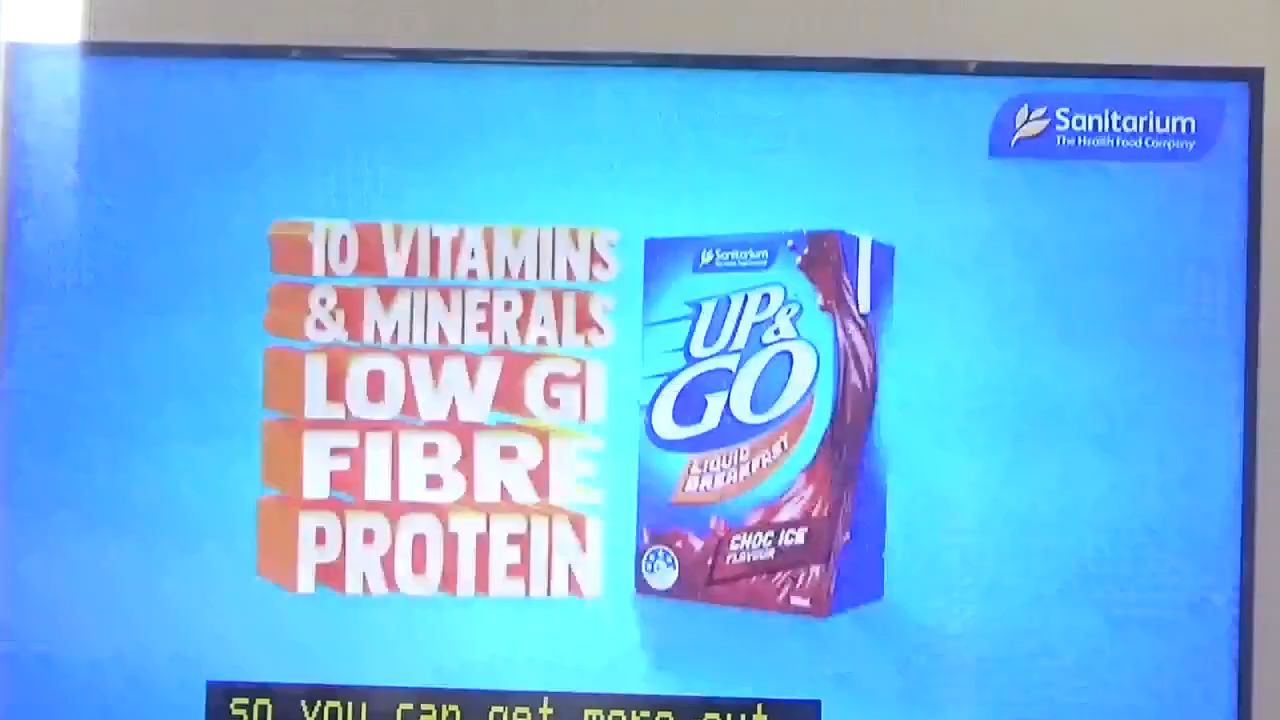 Sanitarium
The Health Food Company
10 VITAMINS
& MINERALS
LOW GI
FIBRE
PROTEIN
Sanitarium
UP&
GO
LIQUID
BREAKFAST
CHOC ICE
FLAVOUR
so you can get more out